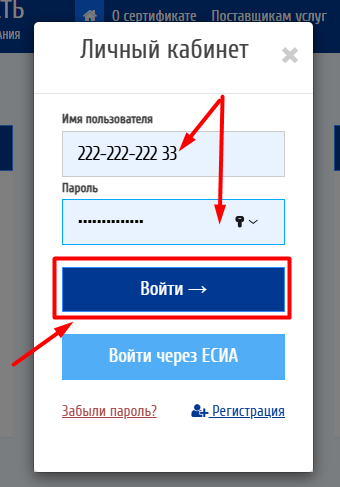 О сертификате Поставщикам услуг
Личный кабинет
Имя пользователя
222-222-222 33
Пароль
Войти →
Войти через ЕСИА
Забыли пароль?
Регистрация